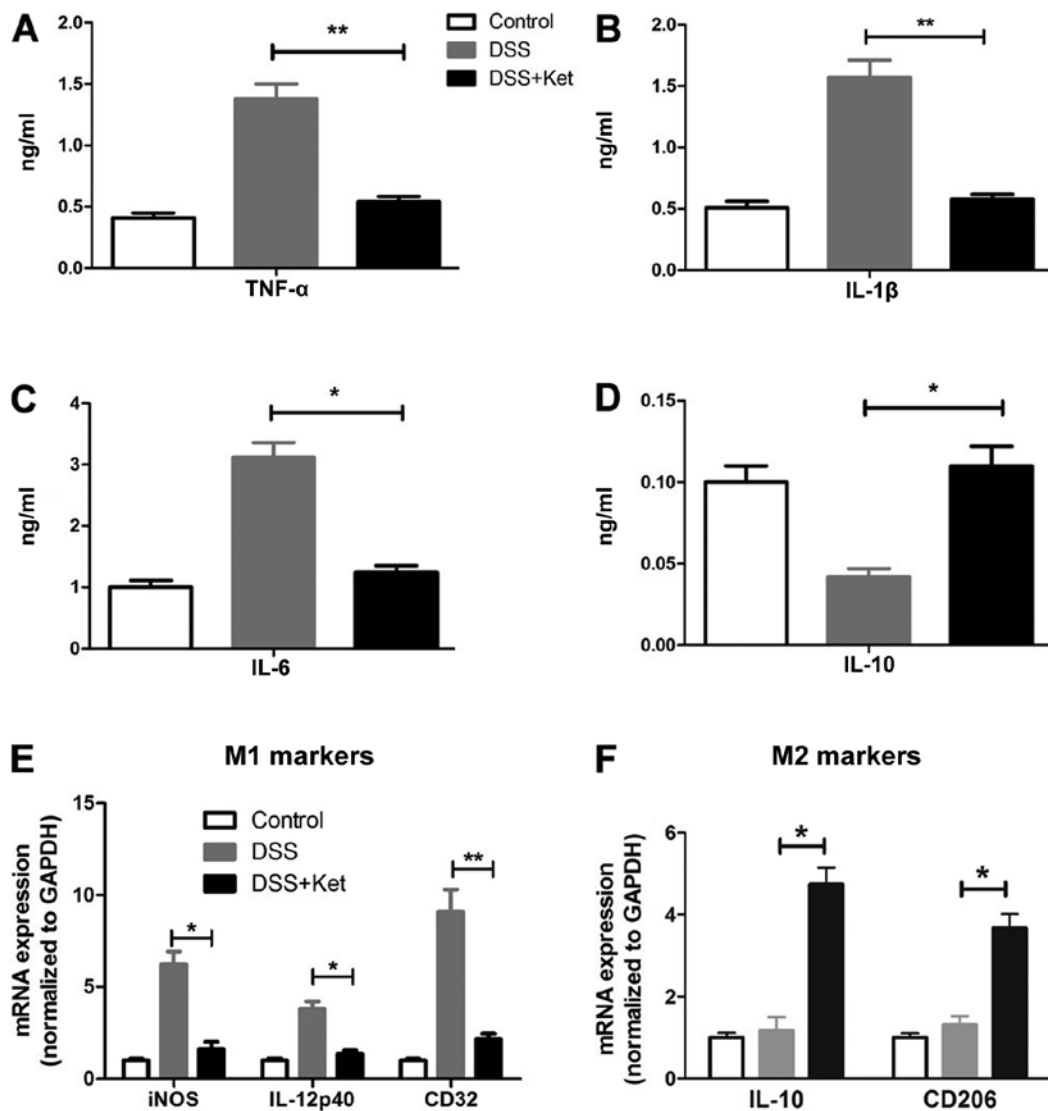 A
2.0
1.5
1.0
0.5
0.0
ng/ml
**
TNF-α
Control
DSS
DSS+Ket
B
2.0
1.5
1.0
0.5
0.0
ng/ml
**
IL-1β
C
4
3
2
1
0
ng/ml
*
IL-6
D
0.15
0.10
0.05
0.00
ng/ml
*
IL-10
E
M1 markers
mRNA expression
(normalized to GAPDH)
15
10
5
0
Control
DSS
DSS+Ket
*
*
**
iNOS
IL-12p40
CD32
F
M2 markers
mRNA expression
(normalized to GAPDH)
6
4
2
0
*
*
IL-10
CD206